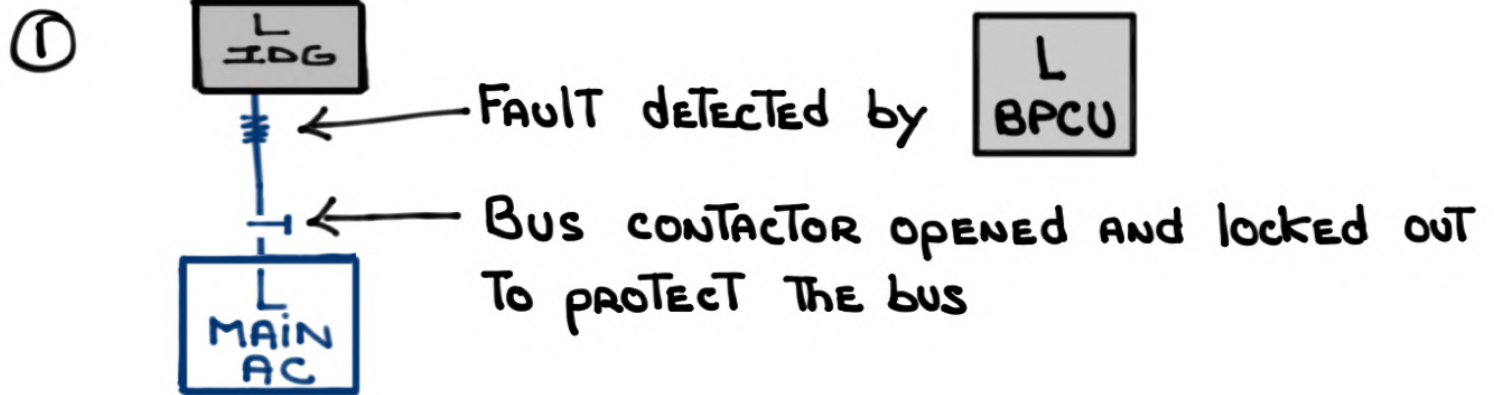 ①
L
IDG
FAULT dETECTEd by
L
BPCU
BUS CONTACTOR OPENEd ANd lOCkEd OUT
TO PROTECT THE bUS
L
MAIN
AC